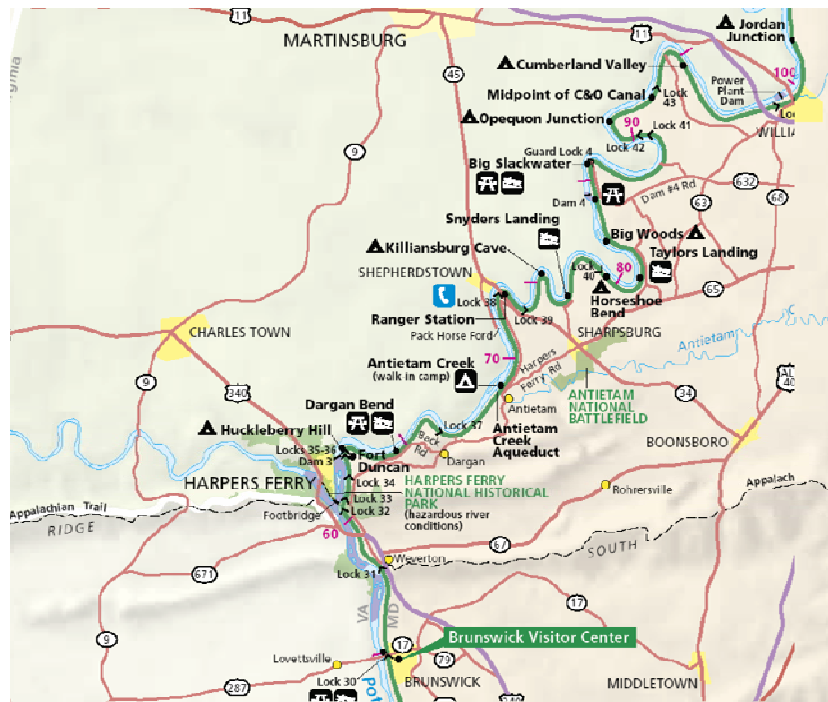 11
MARTINSBURG
Jordan
Junction
11
Cumberland Valley
100
45
Power
Plant
Dam
Midpoint of C&O Canal
Lock
43
Opequon Junction
90
Lock 41
Lock 42
9
Guard Lock 4
Big Slackwater
632
Dam #4 Rd
63
68
Dam 4
Snyders Landing
Big Woods
Killiansburg Cave
Taylors Landing
SHEPHERDSTOWN
Lock
40
80
Lock 38
65
Horseshoe
Bend
Ranger Station
Lock 39
CHARLES TOWN
Pack Horse Ford
SHARPSBURG
Antietam
70
Harpers
Ferry Rd
Antietam Creek
(walk in camp)
9
340
34
40
Antietam
ANTIETAM
NATIONAL
BATTLEFIELD
Dargan Bend
Huckleberry Hill
Lock 37
Antietam
Creek
Aqueduct
BOONSBORO
Locks 35-36
Dam 3
Fort
Duncan
Dargan
Lock 34
HARPERS FERRY
HARPERS FERRY
NATIONAL HISTORICAL
PARK
(hazardous river
conditions)
Lock 33
Lock 32
Rohrersville
Appalach
Appalachian Trail
Footbridge
RIDGE
60
67
SOUTH
Weverton
671
Lock 31
17
VA
MD
9
Brunswick Visitor Center
17
Lovettsville
79
Lock 30
BRUNSWICK
MIDDLETOWN
287